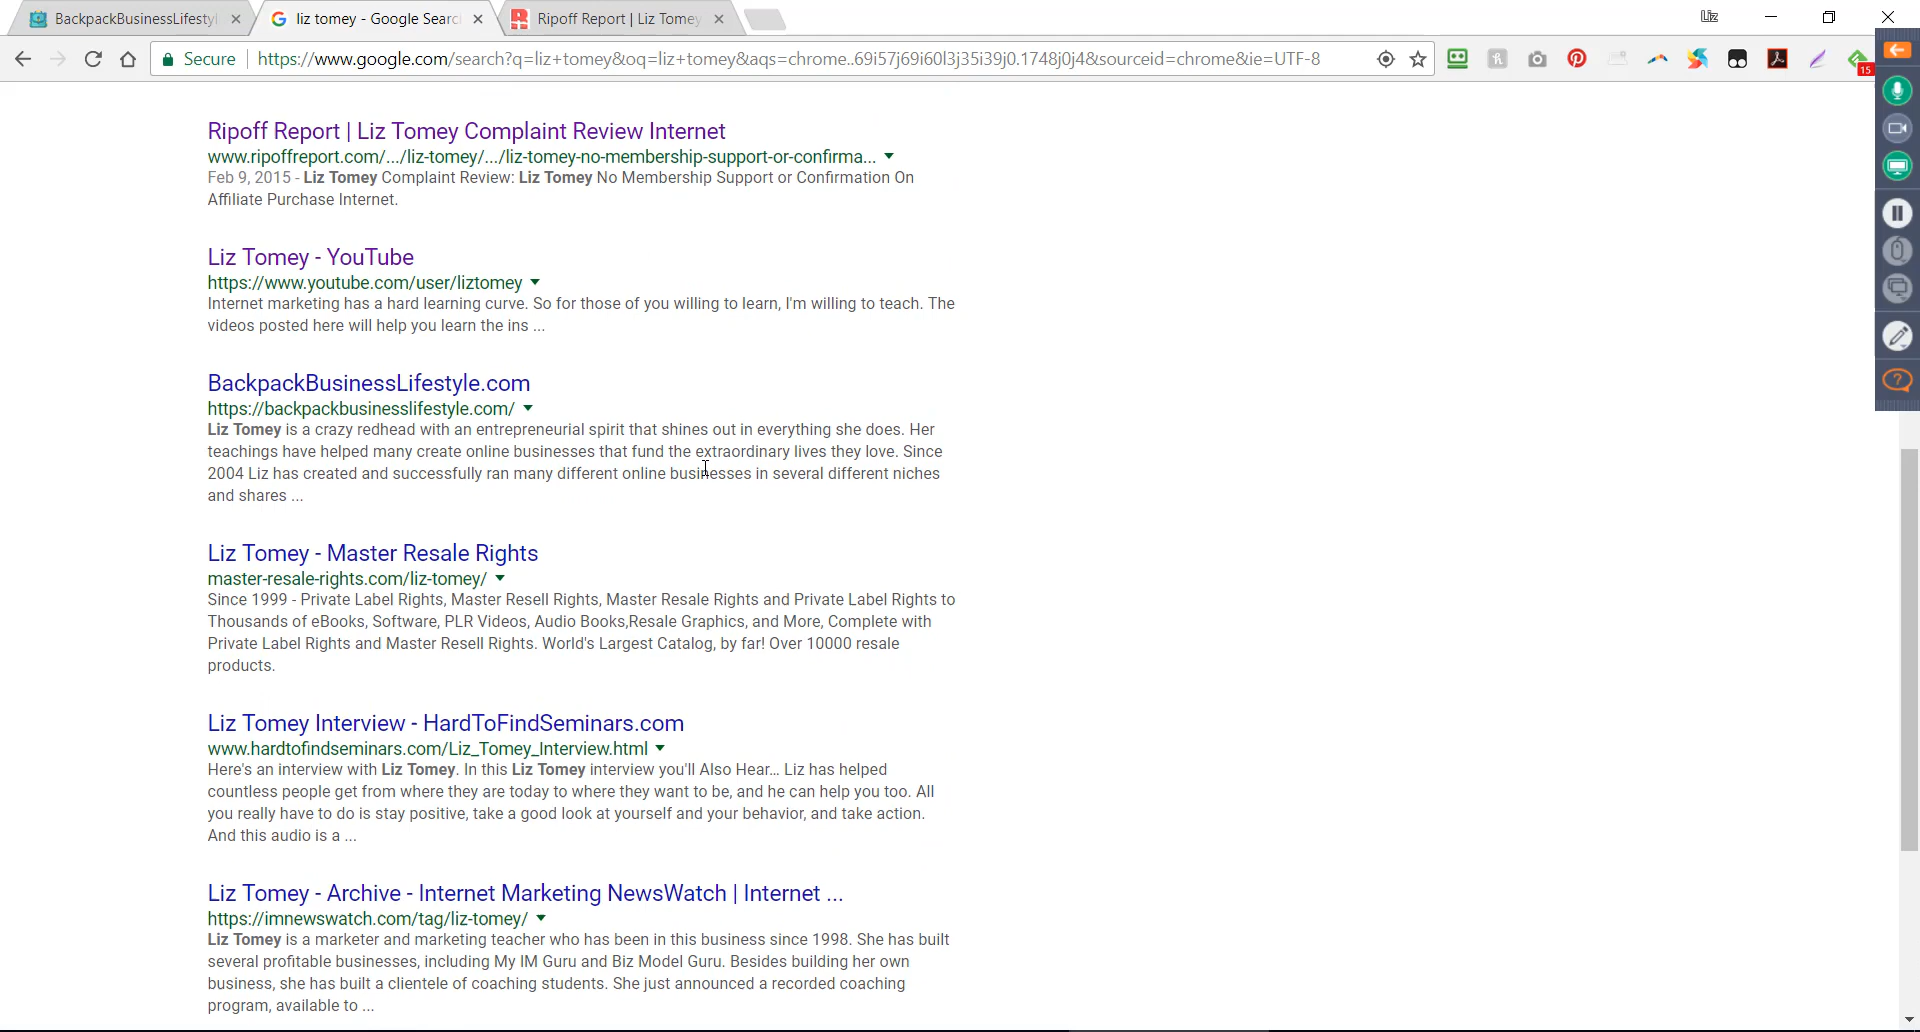 BackpackBusinessLifesty
liz tomey - Google Searc
Ripoff Report | Liz Tomey
Liz
Secure
https://www.google.com/search?q=liz+tomey&oq=liz+tomey&aqs=chrome..69i57j69i60l3j35i39j0.1748j0j4&sourceid=chrome&ie=UTF-8
15
Ripoff Report | Liz Tomey Complaint Review Internet
www.ripoffreport.com/.../liz-tomey/.../liz-tomey-no-membership-support-or-confirma...
Feb 9, 2015 - Liz Tomey Complaint Review: Liz Tomey No Membership Support or Confirmation On
Affiliate Purchase Internet.
Liz Tomey - YouTube
https://www.youtube.com/user/liztomey
Internet marketing has a hard learning curve. So for those of you willing to learn, I'm willing to teach. The
videos posted here will help you learn the ins ...
BackpackBusinessLifestyle.com
https://backpackbusinesslifestyle.com/
Liz Tomey is a crazy redhead with an entrepreneurial spirit that shines out in everything she does. Her
teachings have helped many create online businesses that fund the extraordinary lives they love. Since
2004 Liz has created and successfully ran many different online businesses in several different niches
and shares ...
Liz Tomey - Master Resale Rights
master-resale-rights.com/liz-tomey/
Since 1999 - Private Label Rights, Master Resell Rights, Master Resale Rights and Private Label Rights to
Thousands of eBooks, Software, PLR Videos, Audio Books,Resale Graphics, and More, Complete with
Private Label Rights and Master Resell Rights. World's Largest Catalog, by far! Over 10000 resale
products.
Liz Tomey Interview - HardToFindSeminars.com
www.hardtofindseminars.com/Liz_Tomey_Interview.html
Here's an interview with Liz Tomey. In this Liz Tomey interview you'll Also Hear... Liz has helped
countless people get from where they are today to where they want to be, and he can help you too. All
you really have to do is stay positive, take a good look at yourself and your behavior, and take action.
And this audio is a ...
Liz Tomey - Archive - Internet Marketing NewsWatch | Internet ...
https://imnewswatch.com/tag/liz-tomey/
Liz Tomey is a marketer and marketing teacher who has been in this business since 1998. She has built
several profitable businesses, including My IM Guru and Biz Model Guru. Besides building her own
business, she has built a clientele of coaching students. She just announced a recorded coaching
program, available to ...